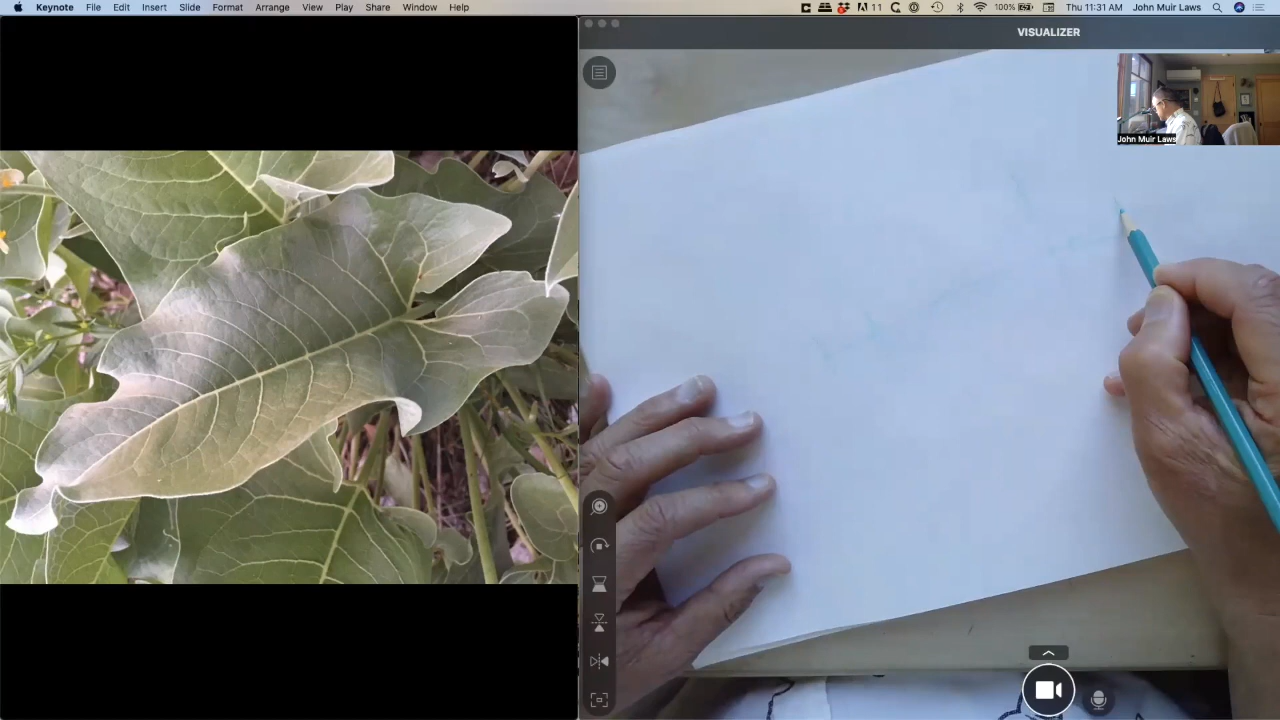 Keynote File Edit Insert Slide Format Arrange View Play Share Window Help 11 100% Thu 11:31 AM John Muir Laws
VISUALIZER
John Muir Laws